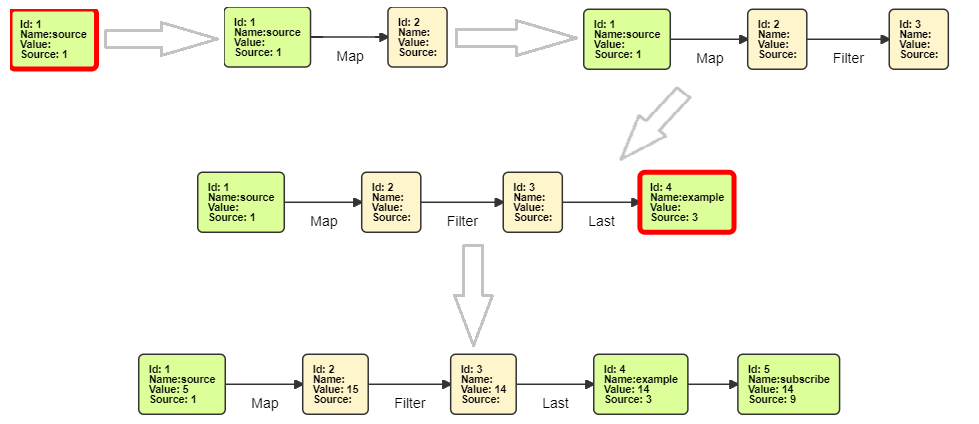 Id: 1
Name:source
Value:
Source: 1
Id: 1
Name:source
Value:
Source: 1
Map
Id: 2
Name:
Value:
Source:
Id: 1
Name:source
Value:
Source: 1
Map
Id: 2
Name:
Value:
Source:
Filter
Id: 3
Name:
Value:
Source:
Id: 1
Name:source
Value:
Source: 1
Map
Id: 2
Name:
Value:
Source:
Filter
Id: 3
Name:
Value:
Source:
Last
Id: 4
Name:example
Value:
Source: 3
Id: 1
Name:source
Value: 5
Source: 1
Map
Id: 2
Name:
Value: 15
Source:
Filter
Id: 3
Name:
Value: 14
Source:
Last
Id: 4
Name:example
Value: 14
Source: 3
Id: 5
Name:subscribe
Value: 14
Source: 9